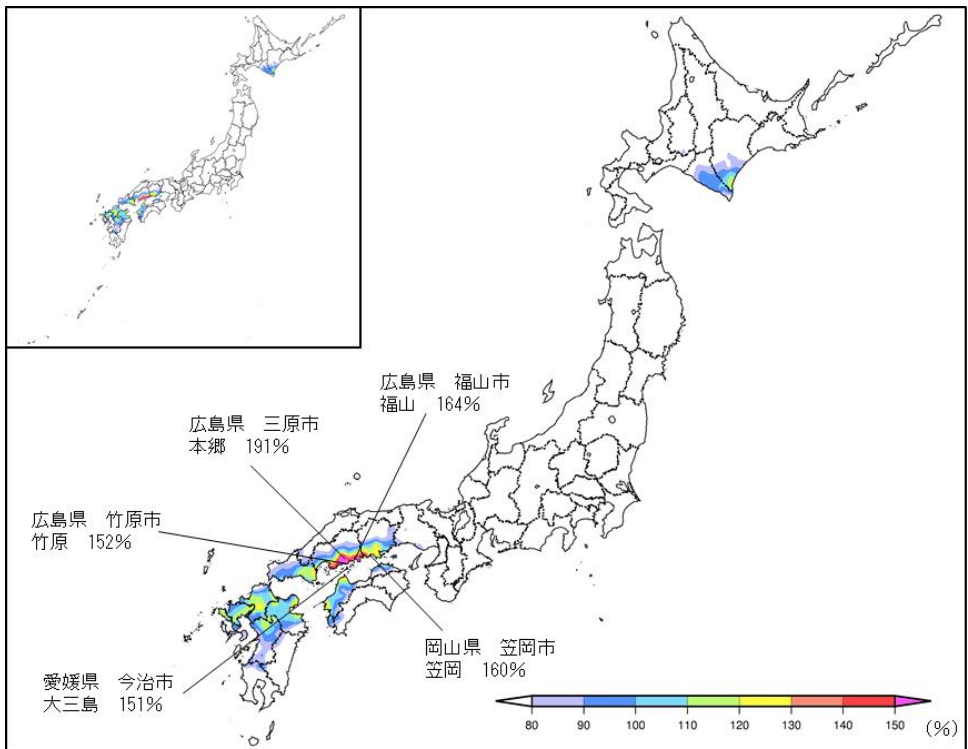 広島県 福山市
福山 164%
広島県 三原市
本郷 191%
広島県 竹原市
竹原 152%
岡山県 笠岡市
笠岡 160%
愛媛県 今治市
大三島 151%
80 90 100 110 120 130 140 150 (%)